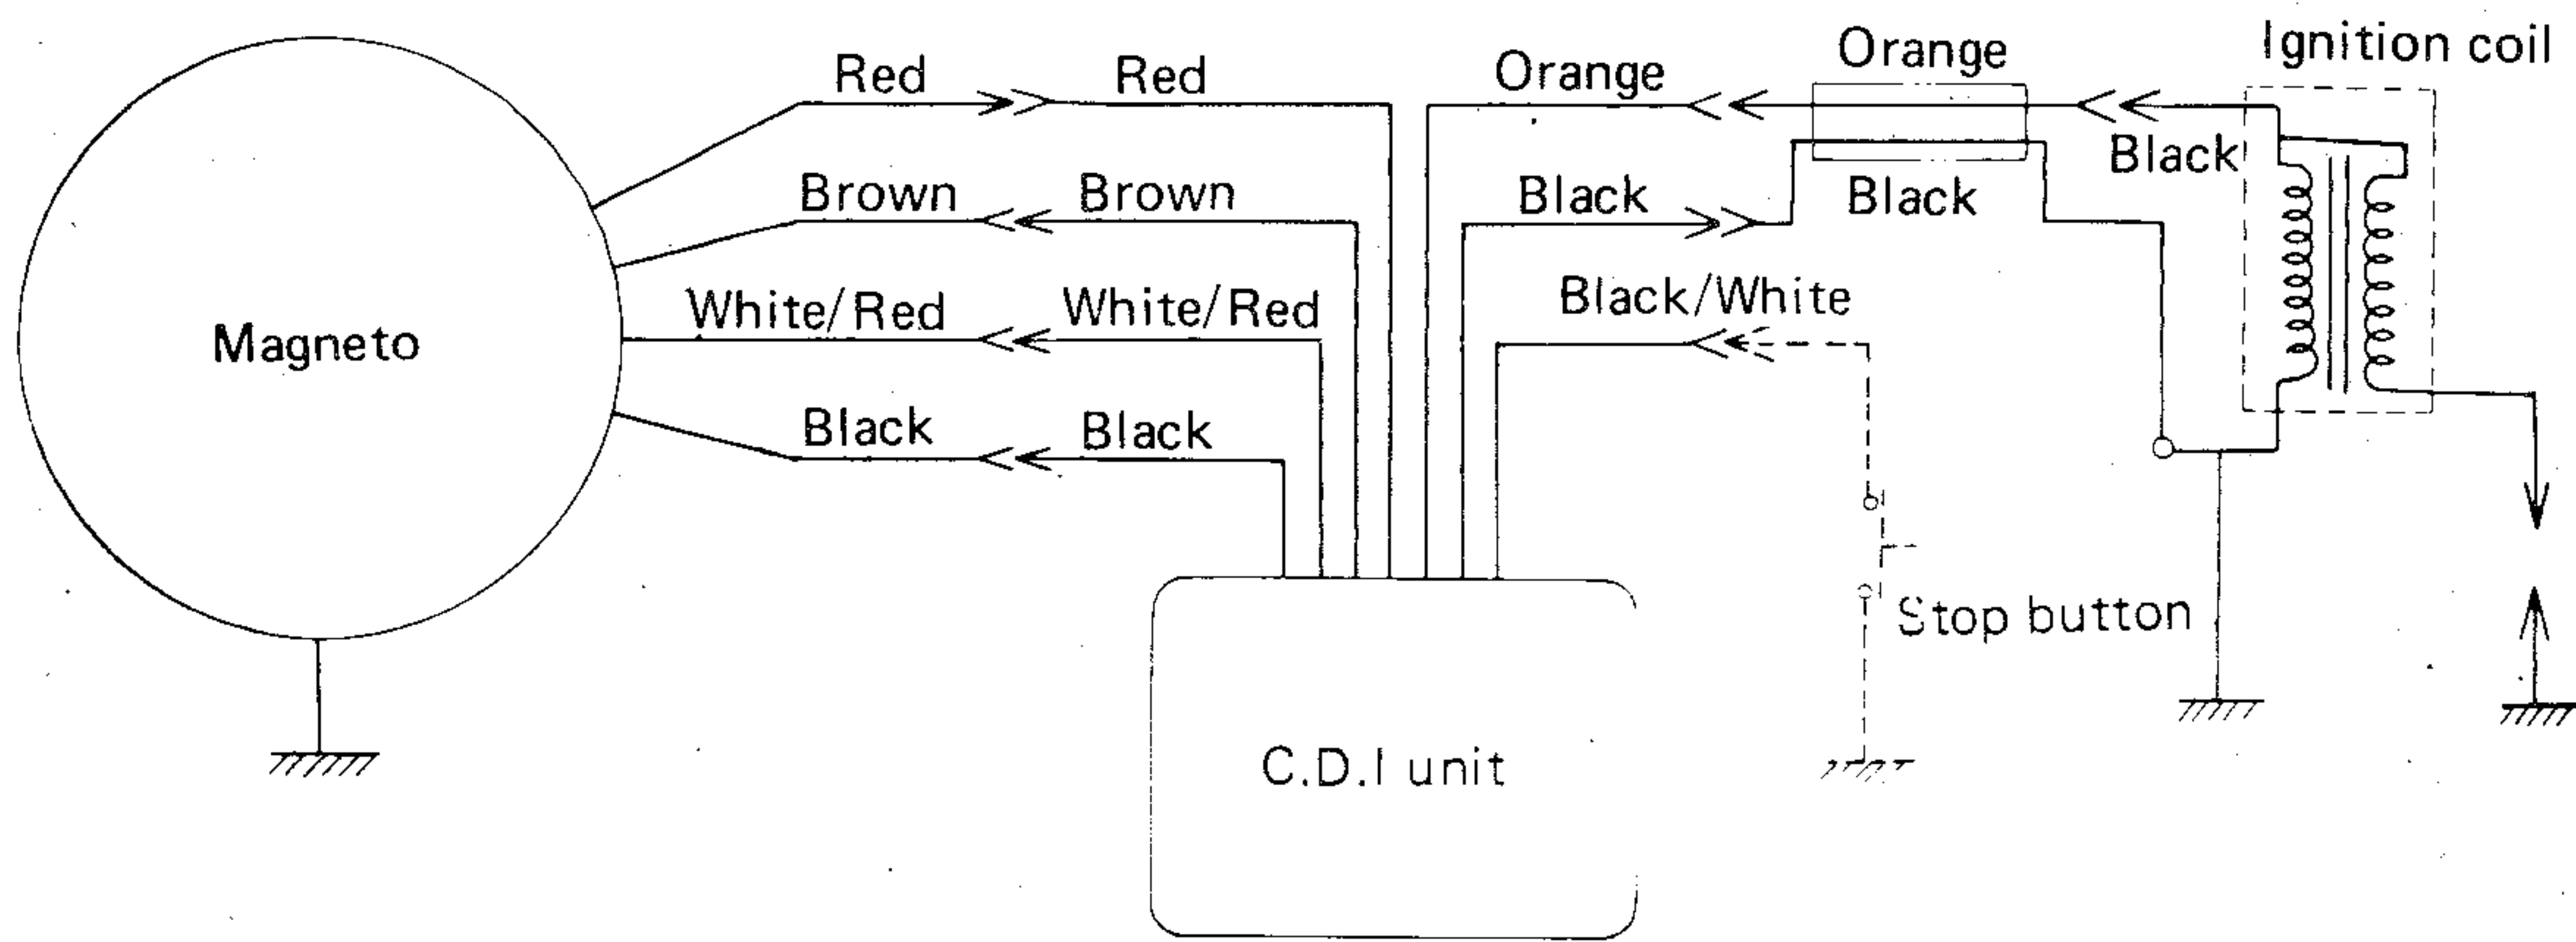 Ignition coil
Orange
Red Red Orange
Black
Brown Brown Black Black
White/Red White/Red Black/White
Magneto
Black Black
Stop button
C.D.I unit